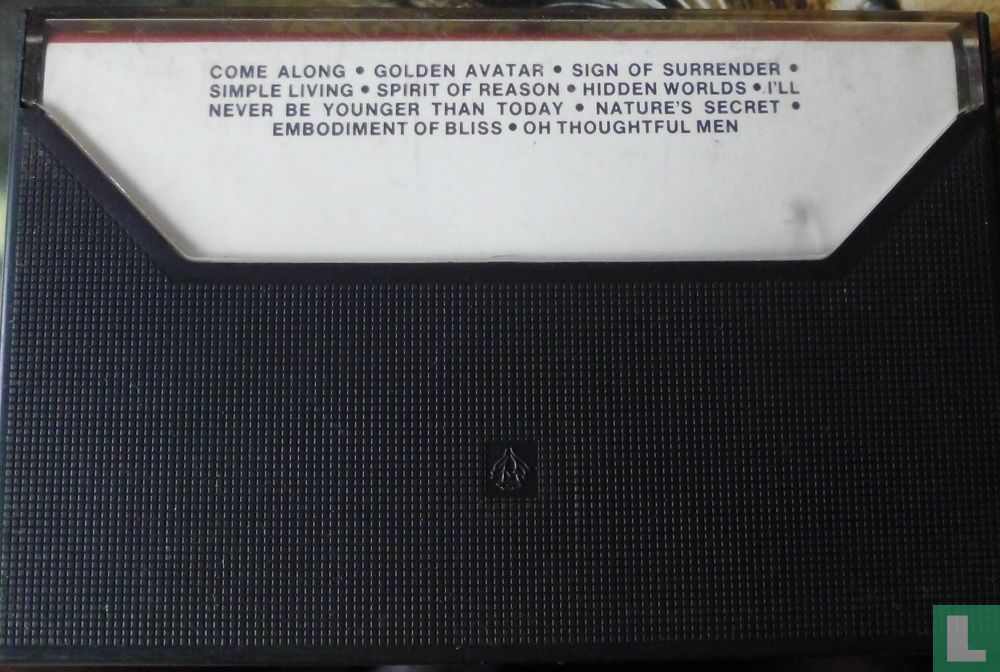 COME ALONG • GOLDEN AVATAR • SIGN OF SURRENDER •
SIMPLE LIVING • SPIRIT OF REASON • HIDDEN WORLDS • I'LL
NEVER BE YOUNGER THAN TODAY • NATURE'S SECRET •
EMBODIMENT OF BLISS • OH THOUGHTFUL MEN
L